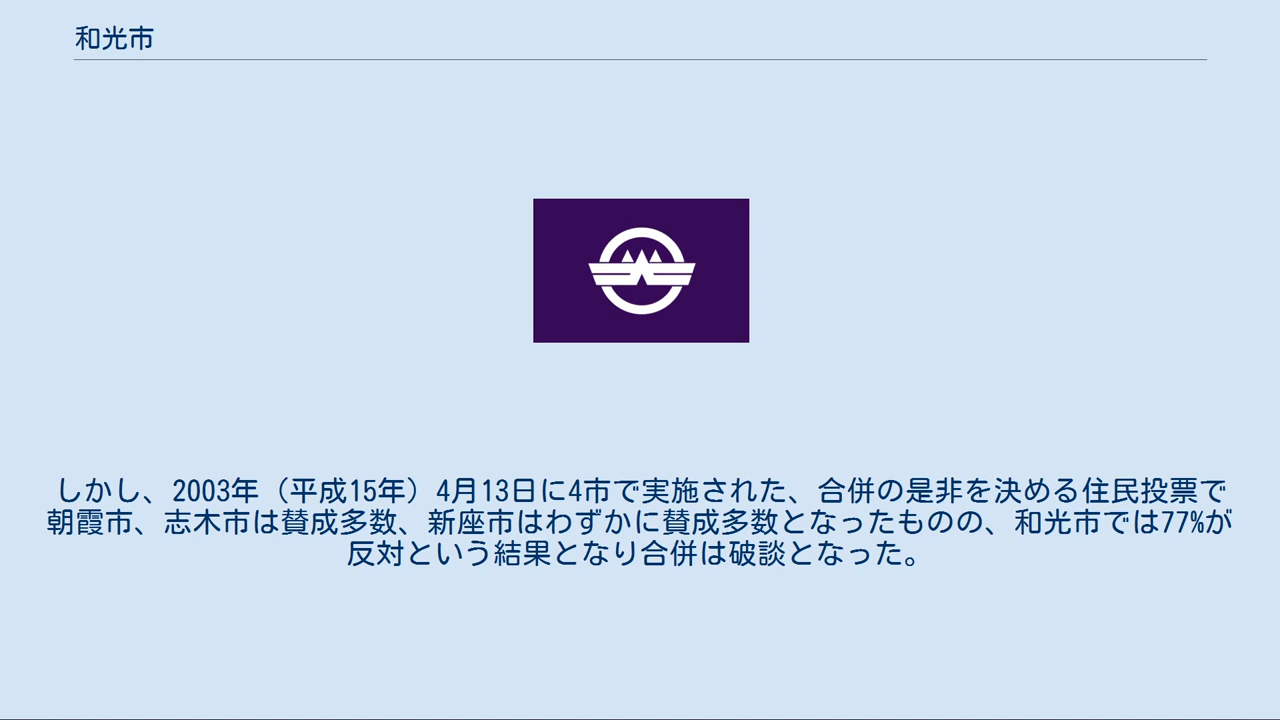 和光市
しかし、2003年（平成15年）4月13日に4市で実施された、合併の是非を決める住民投票で
朝霞市、志木市は賛成多数、新座市はわずかに賛成多数となったものの、和光市では77%が
反対という結果となり合併は破談となった。